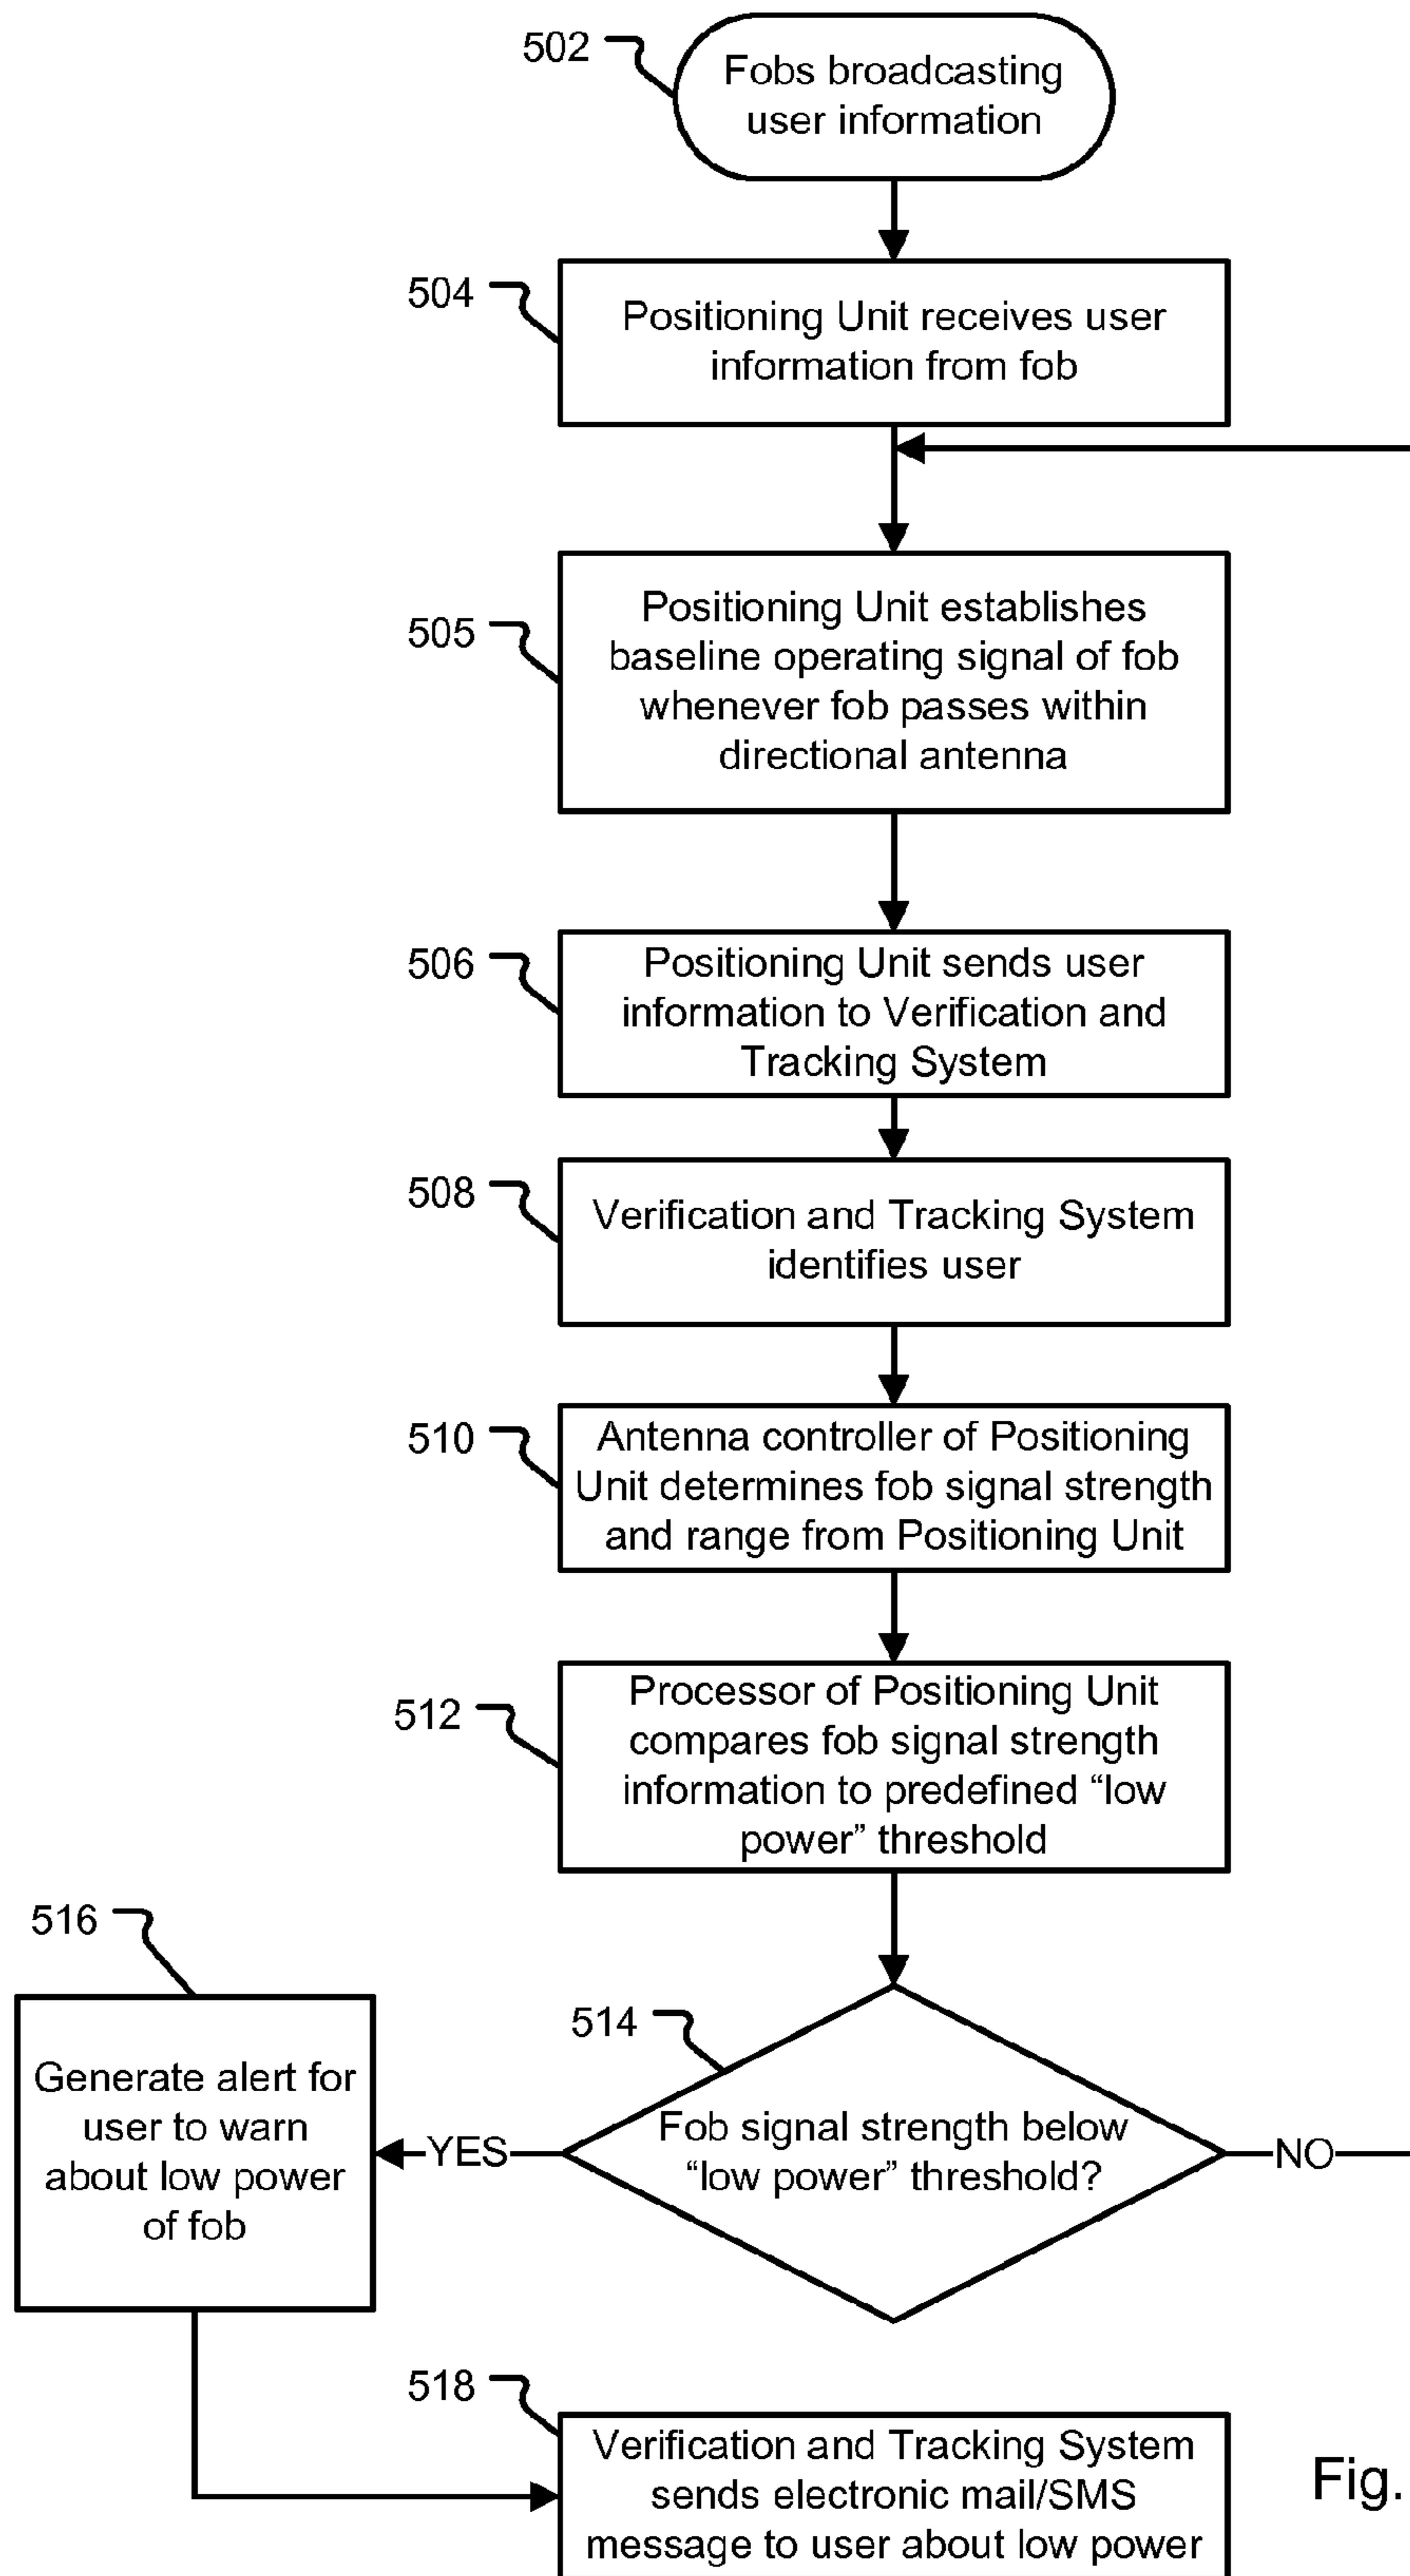 502
Fobs broadcasting
user information
504
Positioning Unit receives user
information from fob
505
Positioning Unit establishes
baseline operating signal of fob
whenever fob passes within
directional antenna
506
Positioning Unit sends user
information to Verification and
Tracking System
508
Verification and Tracking System
identifies user
510
Antenna controller of Positioning
Unit determines fob signal strength
and range from Positioning Unit
512
Processor of Positioning Unit
compares fob signal strength
information to predefined “low
power” threshold
514
Fob signal strength below
“low power” threshold?
YES
NO
516
Generate alert for
user to warn
about low power
of fob
518
Verification and Tracking System
sends electronic mail/SMS
message to user about low power
Fig.